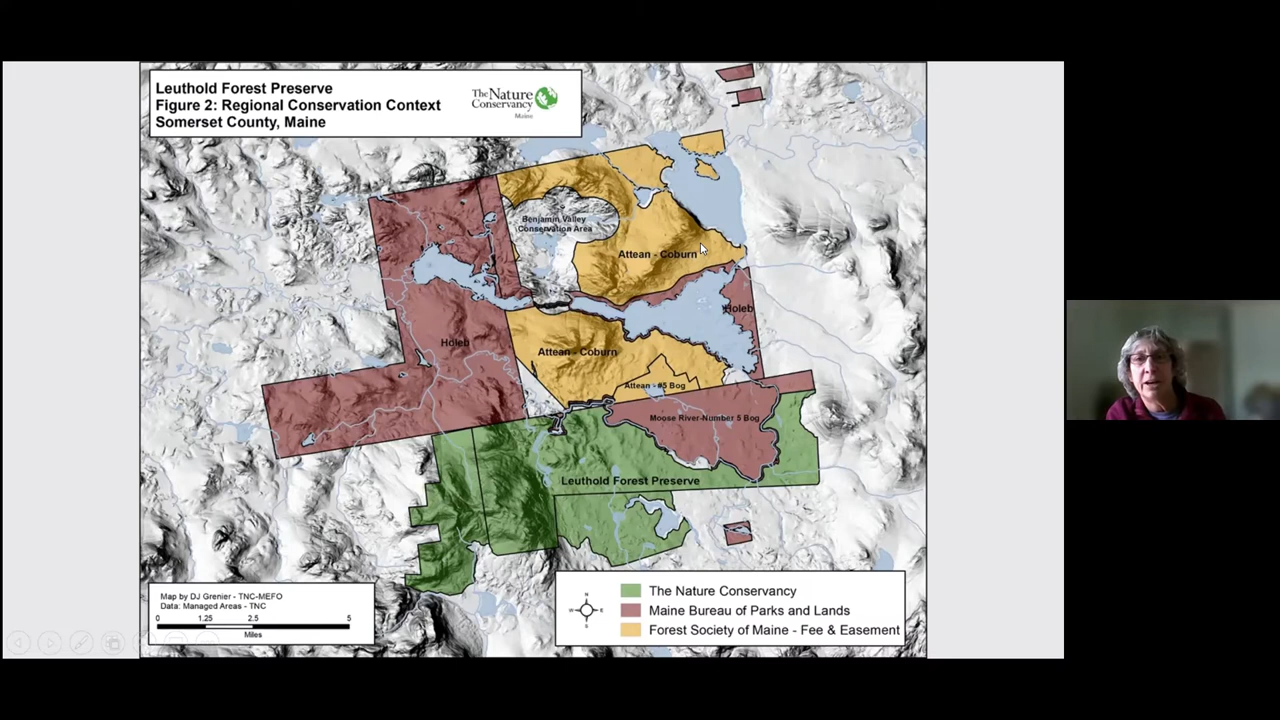 Leuthold Forest Preserve
Figure 2: Regional Conservation Context
Somerset County, Maine
The Nature
Conservancy
Maine
Benjamin Valley
Conservation Area
Attean - Coburn
Holeb
Holeb
Attean - Coburn
Attean - #5 Bog
Moose River-Number 5 Bog
Leuthold Forest Preserve
Map by DJ Grenier - TNC-MEFO
Data: Managed Areas - TNC
0 1.25 2.5 5
Miles
N
W E
S
The Nature Conservancy
Maine Bureau of Parks and Lands
Forest Society of Maine - Fee & Easement